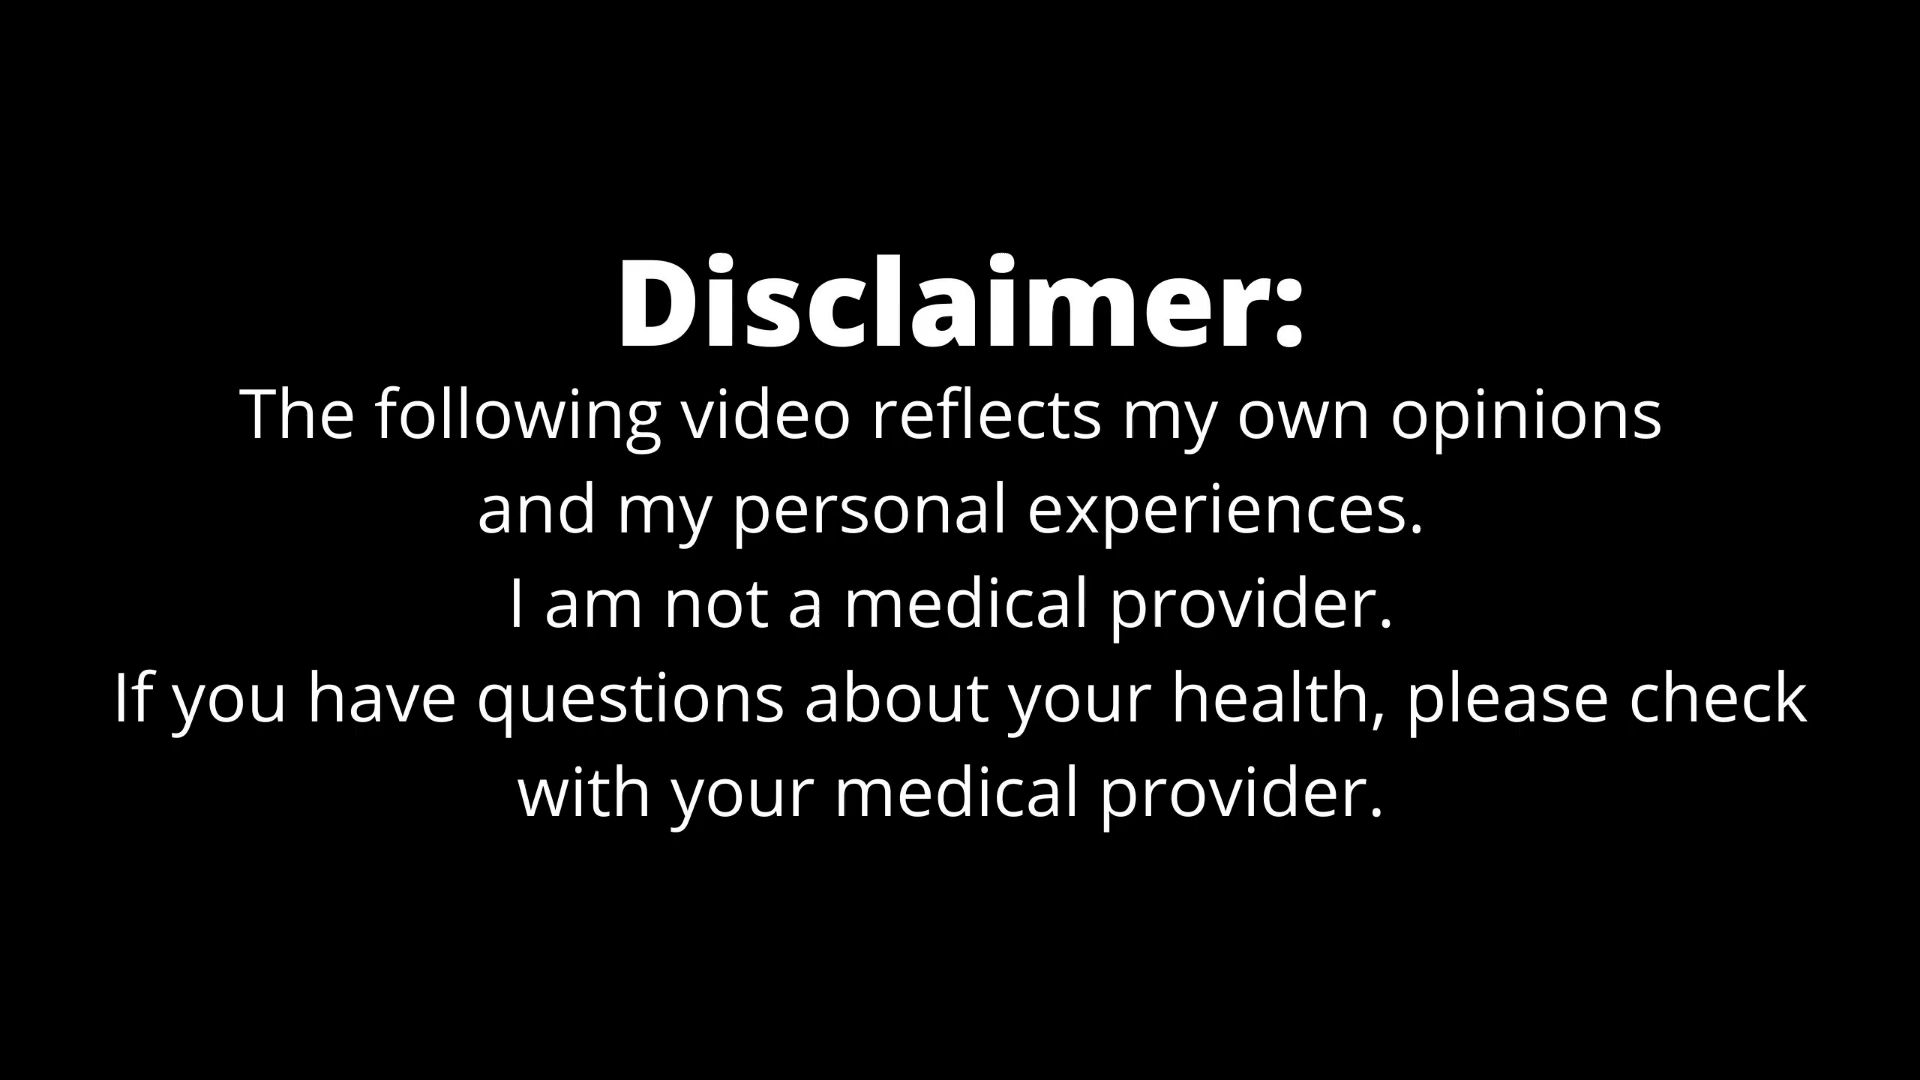 Disclaimer:
The following video reflects my own opinions
and my personal experiences.
I am not a medical provider.
If you have questions about your health, please check
with your medical provider.